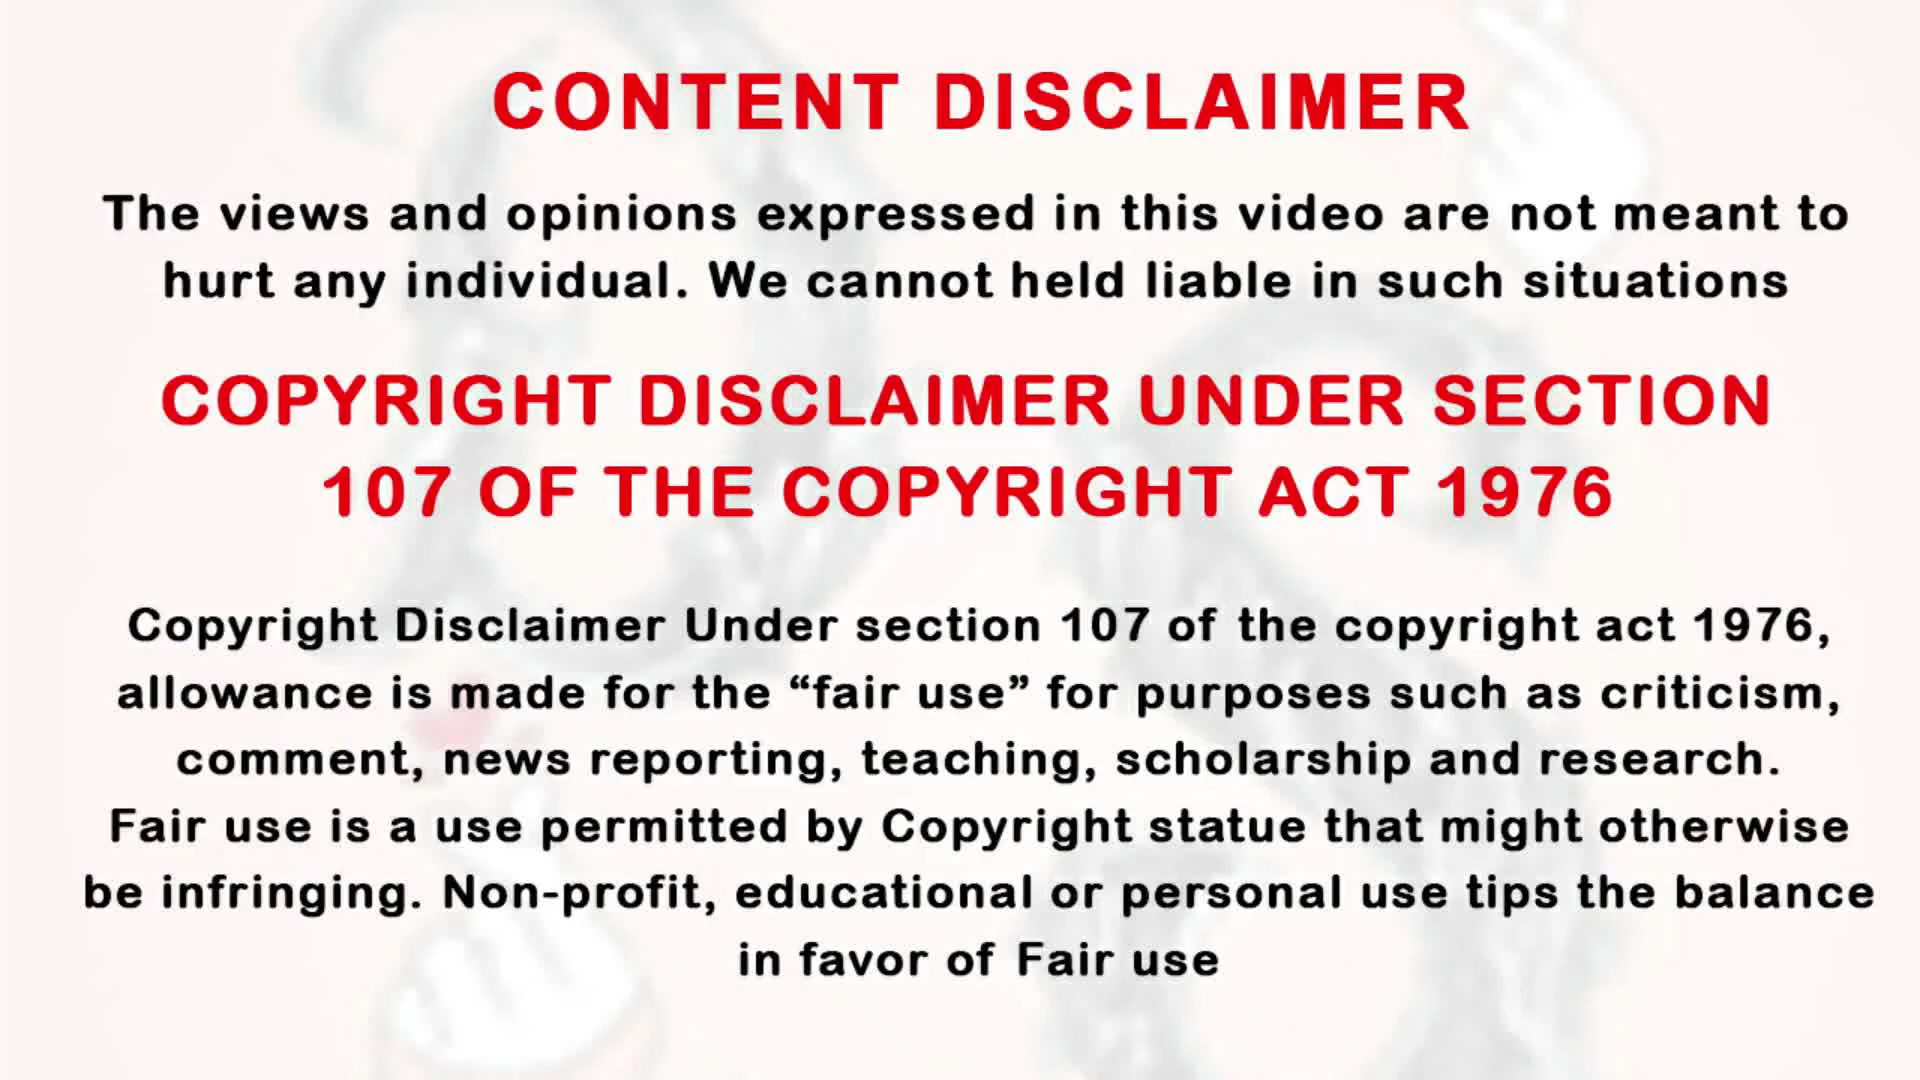 CONTENT DISCLAIMER
The views and opinions expressed in this video are not meant to
hurt any individual. We cannot held liable in such situations
COPYRIGHT DISCLAIMER UNDER SECTION
107 OF THE COPYRIGHT ACT 1976
Copyright Disclaimer Under section 107 of the copyright act 1976,
allowance is made for the “fair use” for purposes such as criticism,
comment, news reporting, teaching, scholarship and research.
Fair use is a use permitted by Copyright statue that might otherwise
be infringing. Non-profit, educational or personal use tips the balance
in favor of Fair use